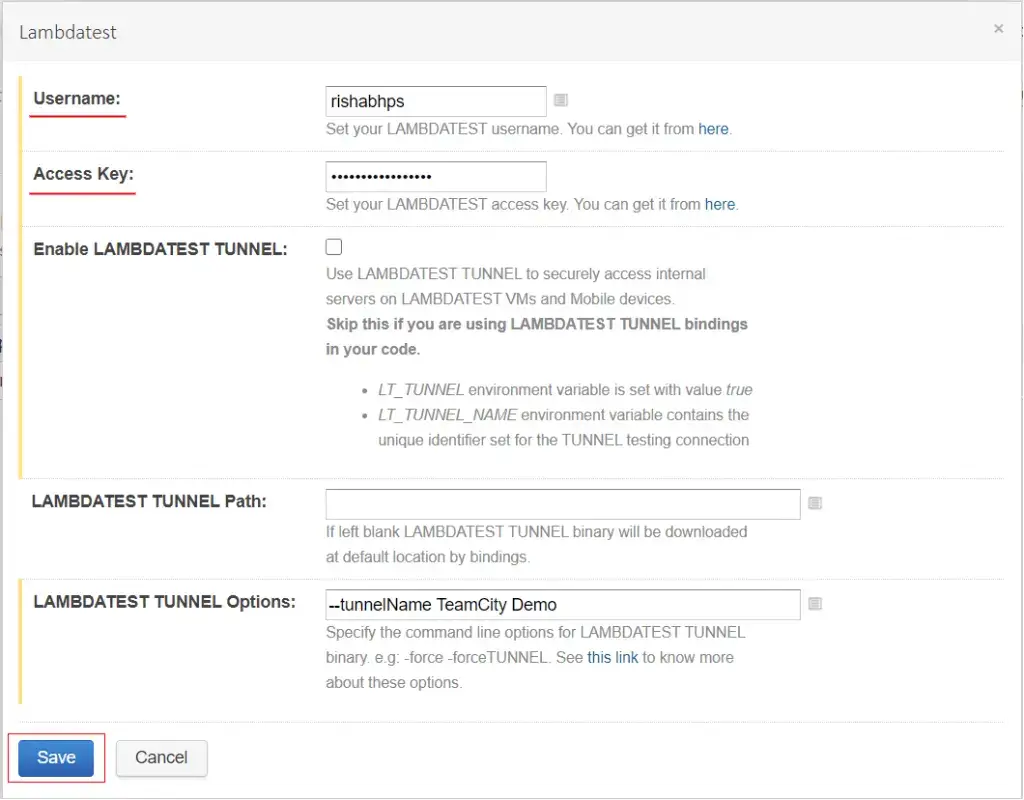 Lambdatest
×
Username:
rishabhps
Set your LAMBDATEST username. You can get it from here.
Access Key:
•••••••••••••••••
Set your LAMBDATEST access key. You can get it from here.
Enable LAMBDATEST TUNNEL:
Use LAMBDATEST TUNNEL to securely access internal
servers on LAMBDATEST VMs and Mobile devices.
Skip this if you are using LAMBDATEST TUNNEL bindings
in your code.
• LT_TUNNEL environment variable is set with value true
• LT_TUNNEL_NAME environment variable contains the
unique identifier set for the TUNNEL testing connection
LAMBDATEST TUNNEL Path:
If left blank LAMBDATEST TUNNEL binary will be downloaded
at default location by bindings.
LAMBDATEST TUNNEL Options:
--tunnelName TeamCity Demo
Specify the command line options for LAMBDATEST TUNNEL
binary. e.g: -force -forceTUNNEL. See this link to know more
about these options.
Save
Cancel